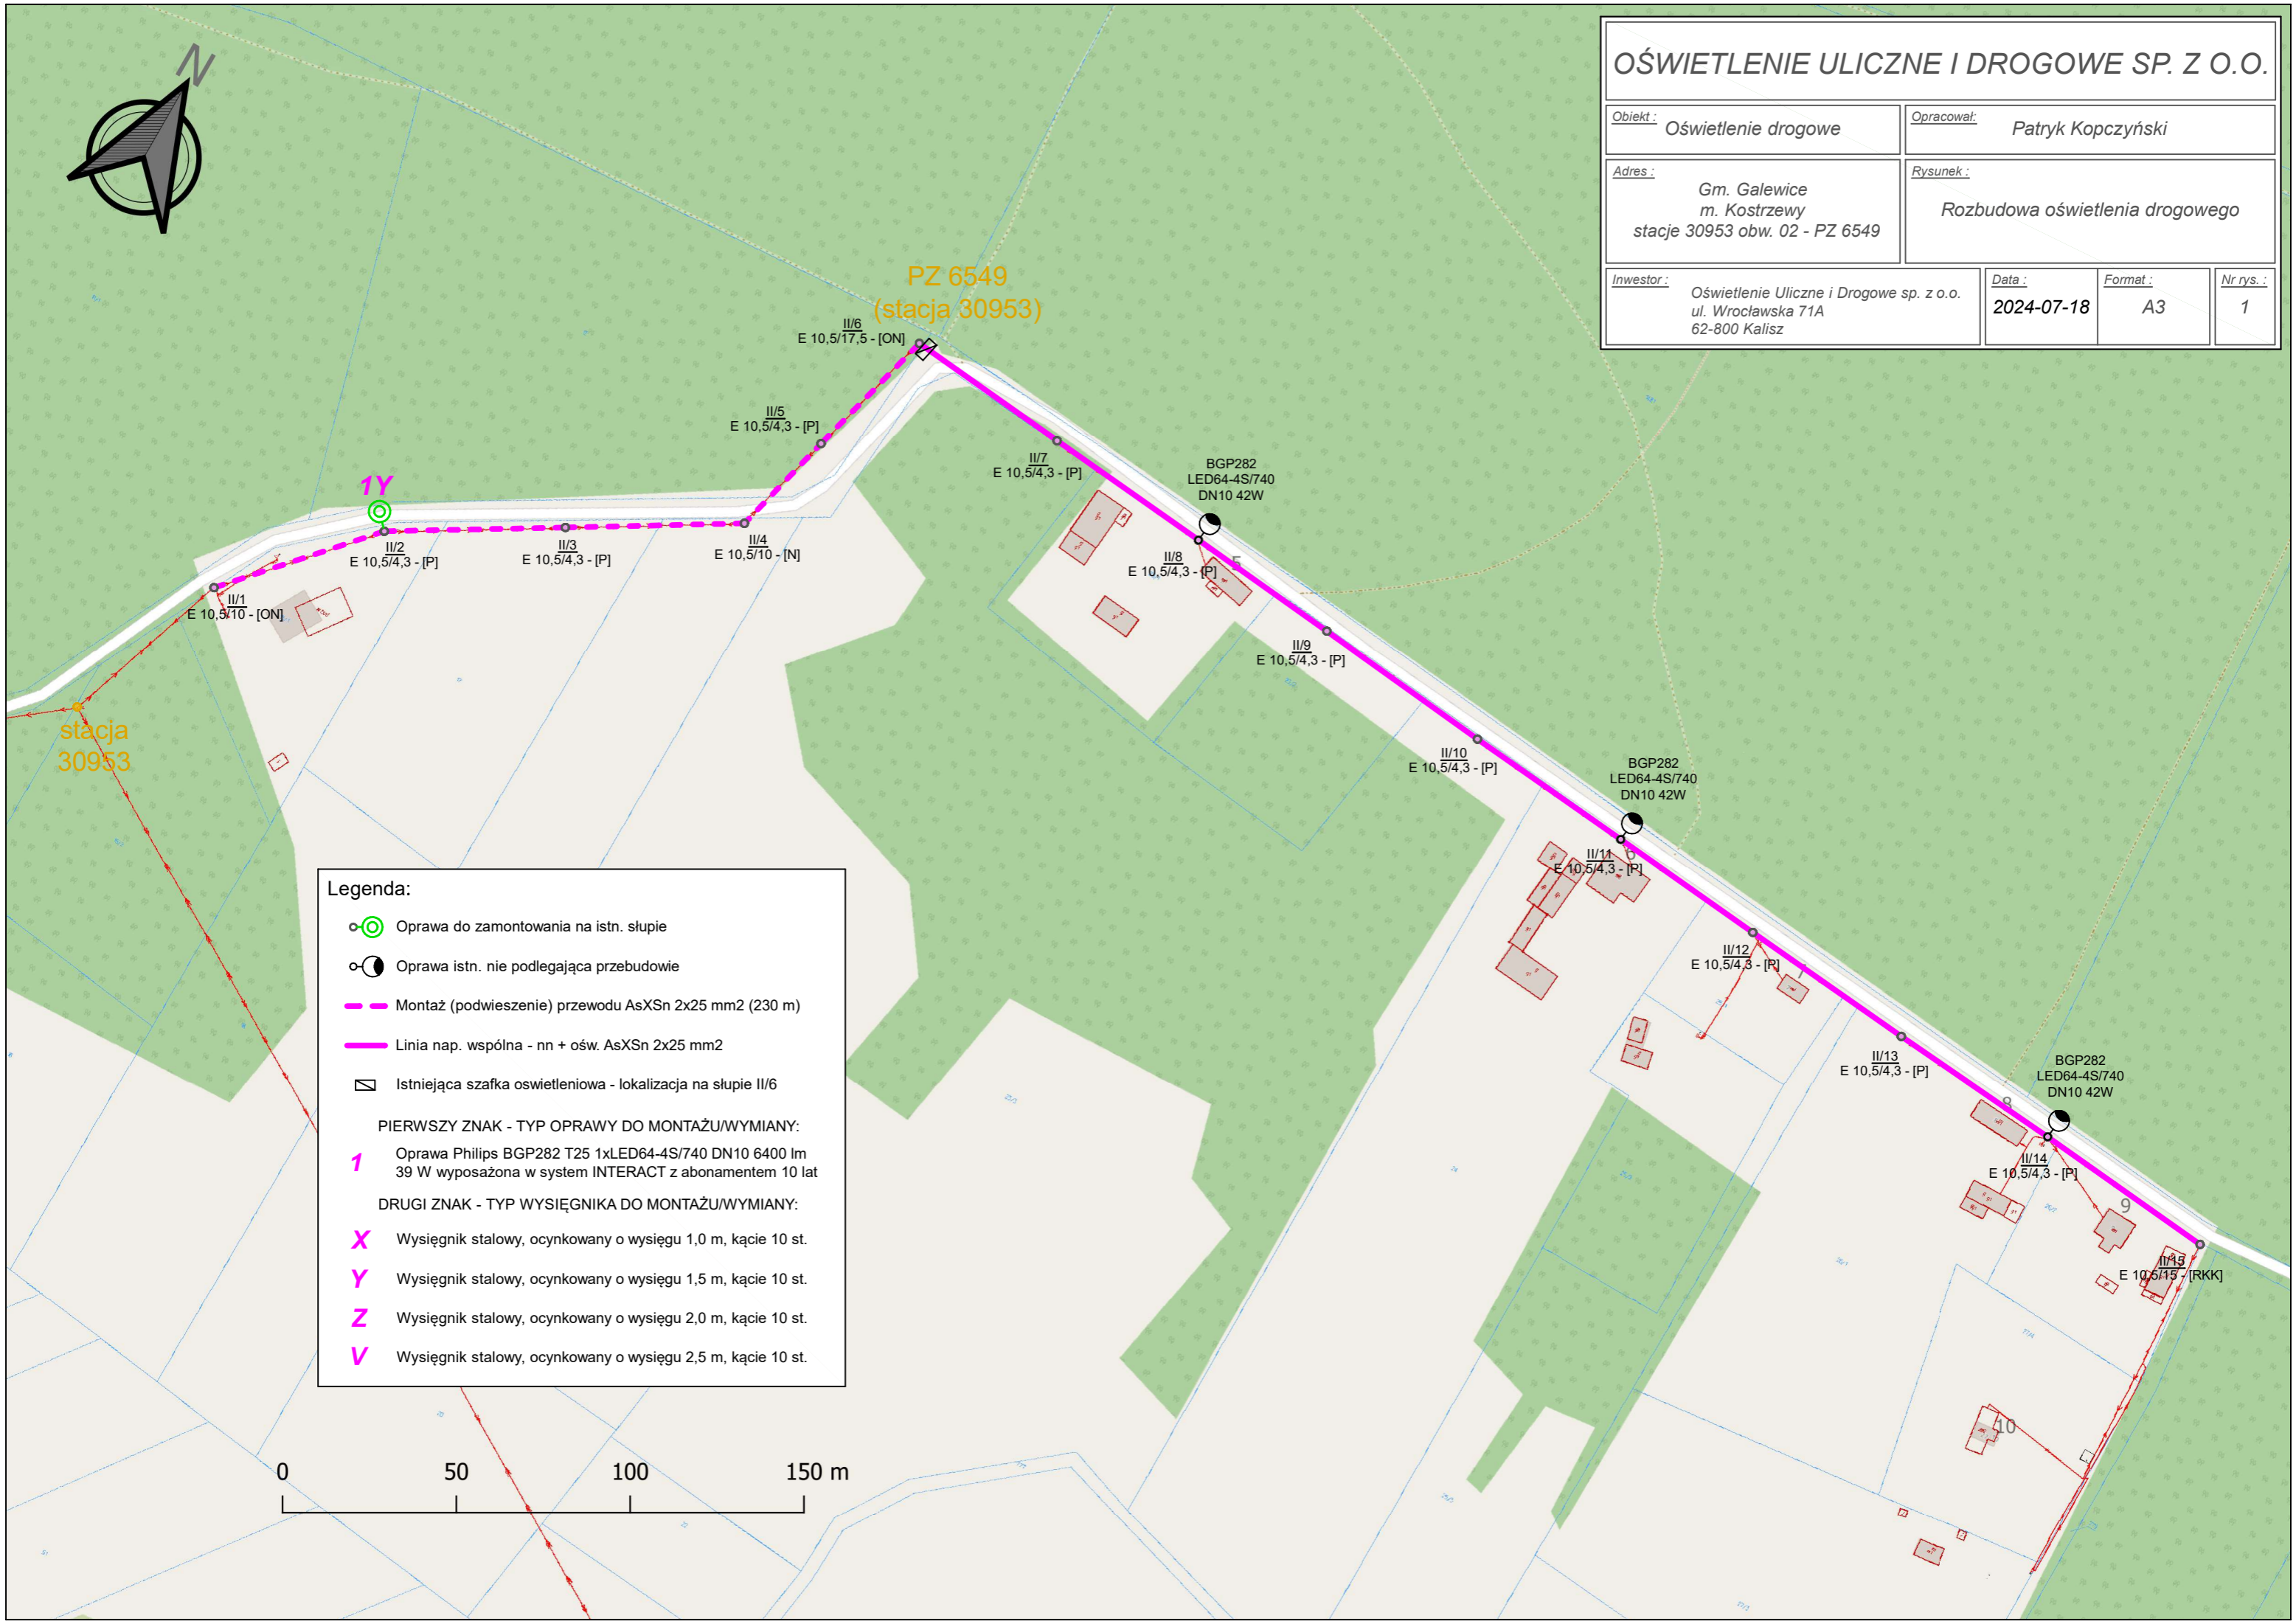 N
OŚWIETLENIE ULICZNE I DROGOWE SP. Z O.O.
Obiekt :
Oświetlenie drogowe
Opracował:
Patryk Kopczyński
Adres :
Gm. Galewice
m. Kostrzewy
stacje 30953 obw. 02 - PZ 6549
Rysunek :
Rozbudowa oświetlenia drogowego
Inwestor :
Oświetlenie Uliczne i Drogowe sp. z o.o.
ul. Wrocławska 71A
62-800 Kalisz
Data :
2024-07-18
Format :
A3
Nr rys. :
1
PZ 6549
(stacja 30953)
II/6
E 10,5/17,5 - [ON]
II/5
E 10,5/4,3 - [P]
II/7
E 10,5/4,3 - [P]
BGP282
LED64-4S/740
DN10 42W
1Y
II/2
E 10,5/4,3 - [P]
II/3
E 10,5/4,3 - [P]
II/4
E 10,5/10 - [N]
II/8
E 10,5/4,3 - [P]
5
II/1
E 10,5/10 - [ON]
II/9
E 10,5/4,3 - [P]
stacja
30953
II/10
E 10,5/4,3 - [P]
BGP282
LED64-4S/740
DN10 42W
II/11
E 10,5/4,3 - [P]
6
II/12
E 10,5/4,3 - [P]
7
II/13
E 10,5/4,3 - [P]
BGP282
LED64-4S/740
DN10 42W
8
II/14
E 10,5/4,3 - [P]
9
II/15
E 10,5/15 - [RKK]
10
Legenda:
Oprawa do zamontowania na istn. słupie
Oprawa istn. nie podlegająca przebudowie
Montaż (podwieszenie) przewodu AsXSn 2x25 mm2 (230 m)
Linia nap. wspólna - nn + ośw. AsXSn 2x25 mm2
Istniejąca szafka oswietleniowa - lokalizacja na słupie II/6
PIERWSZY ZNAK - TYP OPRAWY DO MONTAŻU/WYMIANY:
1
Oprawa Philips BGP282 T25 1xLED64-4S/740 DN10 6400 lm
39 W wyposażona w system INTERACT z abonamentem 10 lat
DRUGI ZNAK - TYP WYSIĘGNIKA DO MONTAŻU/WYMIANY:
X Wysięgnik stalowy, ocynkowany o wysięgu 1,0 m, kącie 10 st.
Y Wysięgnik stalowy, ocynkowany o wysięgu 1,5 m, kącie 10 st.
Z Wysięgnik stalowy, ocynkowany o wysięgu 2,0 m, kącie 10 st.
V Wysięgnik stalowy, ocynkowany o wysięgu 2,5 m, kącie 10 st.
0 50 100 150 m